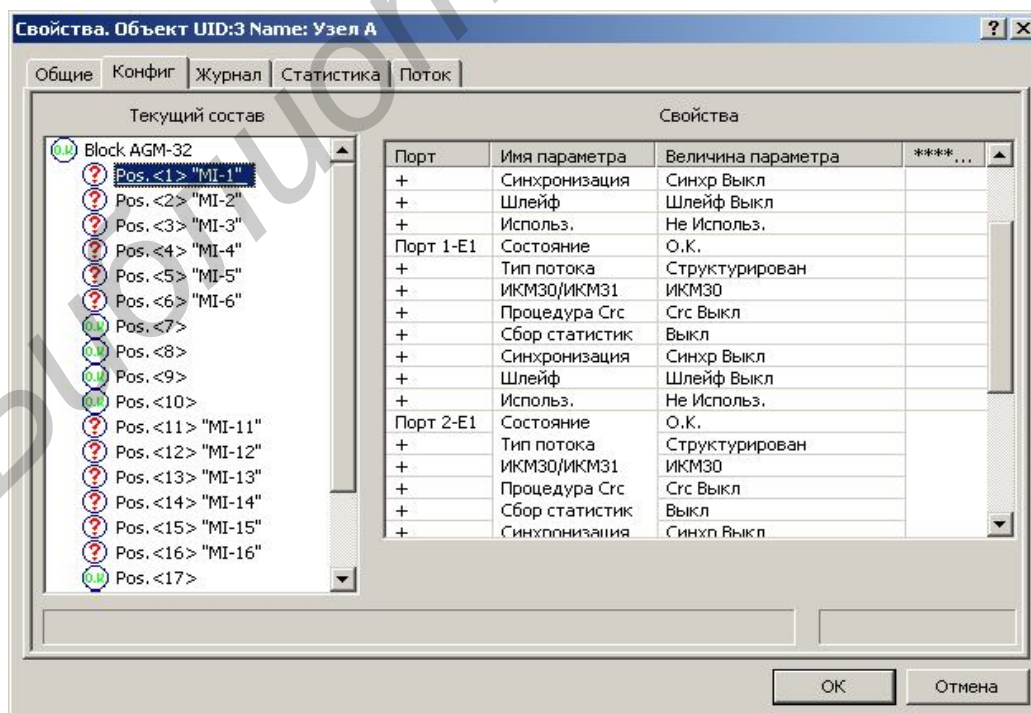 Свойства. Объект UID:3 Name: Узел А
Общие Конфиг Журнал Статистика Поток
Текущий состав
Block AGM-32
Pos.<1> "MI-1"
Pos.<2> "MI-2"
Pos.<3> "MI-3"
Pos.<4> "MI-4"
Pos.<5> "MI-5"
Pos.<6> "MI-6"
Pos.<7>
Pos.<8>
Pos.<9>
Pos.<10>
Pos.<11> "MI-11"
Pos.<12> "MI-12"
Pos.<13> "MI-13"
Pos.<14> "MI-14"
Pos.<15> "MI-15"
Pos.<16> "MI-16"
Pos.<17>
Свойства
Порт Имя параметра Величина параметра ****...
+ Синхронизация Синхр Выкл
+ Шлейф Шлейф Выкл
+ Использ. Не Использ.
Порт 1-E1 Состояние О.К.
+ Тип потока Структурирован
+ ИКМ30/ИКМ31 ИКМ30
+ Процедура Crc Crc Выкл
+ Сбор статистик Выкл
+ Синхронизация Синхр Выкл
+ Шлейф Шлейф Выкл
+ Использ. Не Использ.
Порт 2-E1 Состояние О.К.
+ Тип потока Структурирован
+ ИКМ30/ИКМ31 ИКМ30
+ Процедура Crc Crc Выкл
+ Сбор статистик Выкл
+ Синхронизация Синхр Выкл
OK Отмена